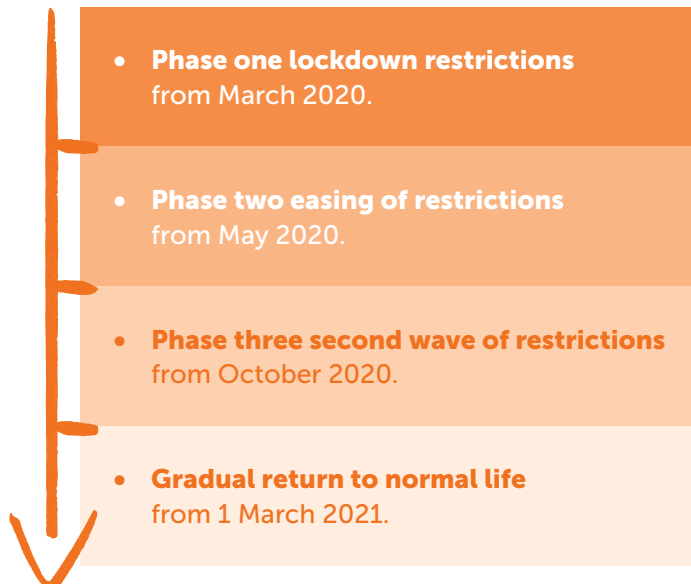 • Phase one lockdown restrictions
from March 2020.
• Phase two easing of restrictions
from May 2020.
• Phase three second wave of restrictions
from October 2020.
• Gradual return to normal life
from 1 March 2021.